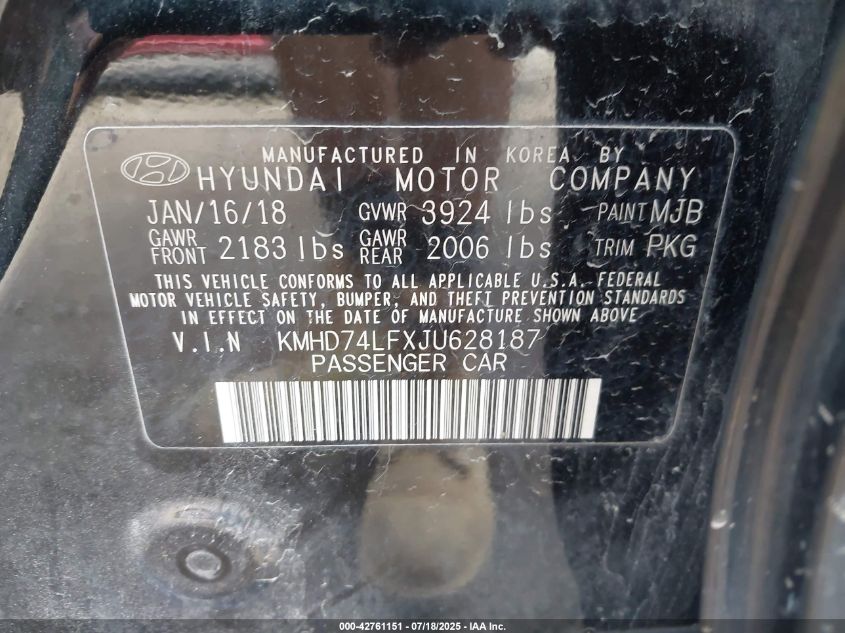 MANUFACTURED IN KOREA BY
HYUNDAI MOTOR COMPANY
JAN/16/18 GVWR 3924 lbs PAINT MJB
GAWR FRONT 2183 lbs GAWR REAR 2006 lbs TRIM PKG
THIS VEHICLE CONFORMS TO ALL APPLICABLE U.S.A. FEDERAL
MOTOR VEHICLE SAFETY, BUMPER, AND THEFT PREVENTION STANDARDS
IN EFFECT ON THE DATE OF MANUFACTURE SHOWN ABOVE
V.I.N KMHD74LFXJU628187
PASSENGER CAR
000-42761151 - 07/18/2025 - IAA Inc.